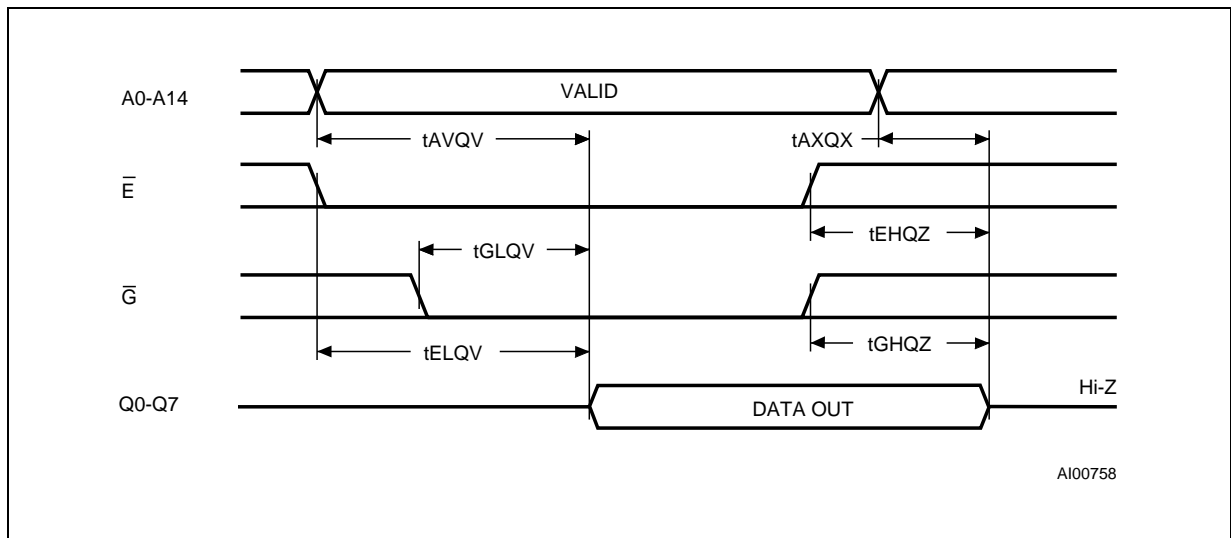 A0-A14
VALID
tAVQV
tAXQX
E̅
tEHQZ
tGLQV
G̅
tELQV
tGHQZ
Q0-Q7
DATA OUT
Hi-Z
AI00758